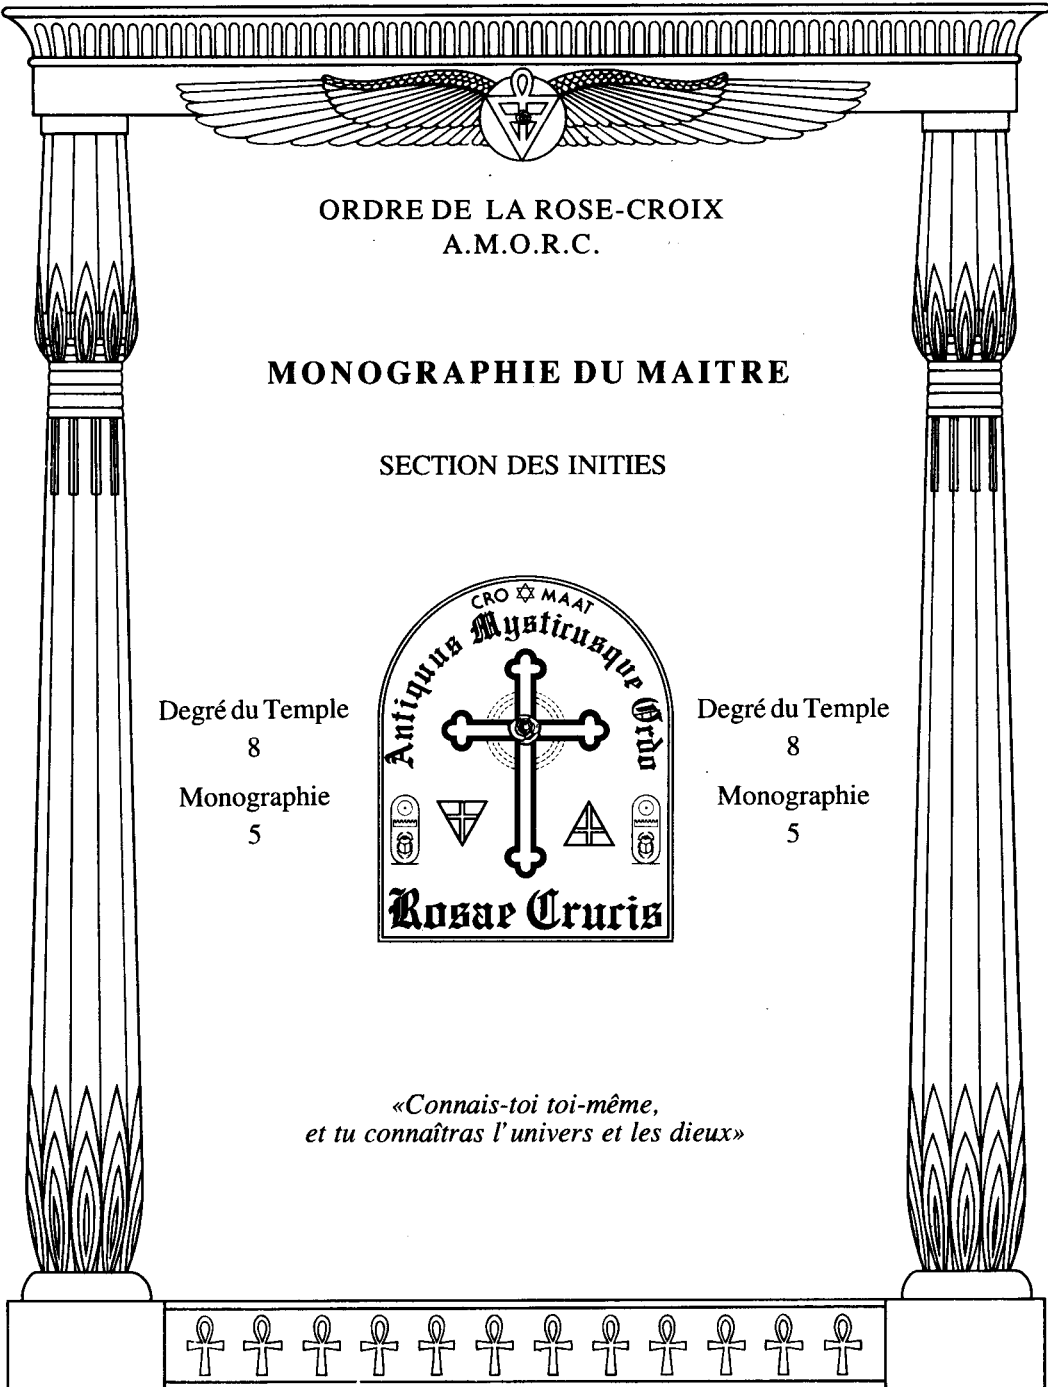 ORDRE DE LA ROSE-CROIX
A.M.O.R.C.
MONOGRAPHIE DU MAITRE
SECTION DES INITIES
CRO MAAT
Antiquus Mysticusque Ordo
Degré du Temple
8
Monographie
5
Degré du Temple
8
Monographie
5
Rosae Crucis
«Connais-toi toi-même,
et tu connaîtras l'univers et les dieux»